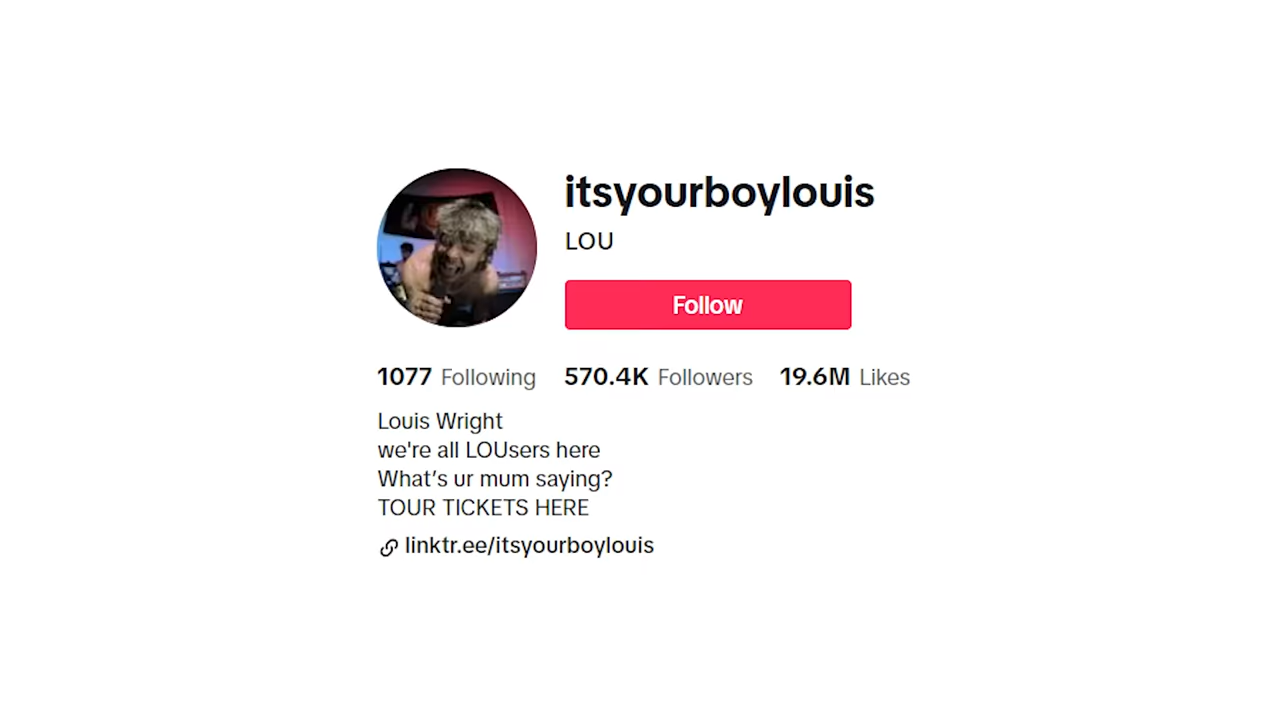 itsyourboylouis
LOU
Follow
1077 Following 570.4K Followers 19.6M Likes
Louis Wright
we're all LOUsers here
What’s ur mum saying?
TOUR TICKETS HERE
linktr.ee/itsyourboylouis